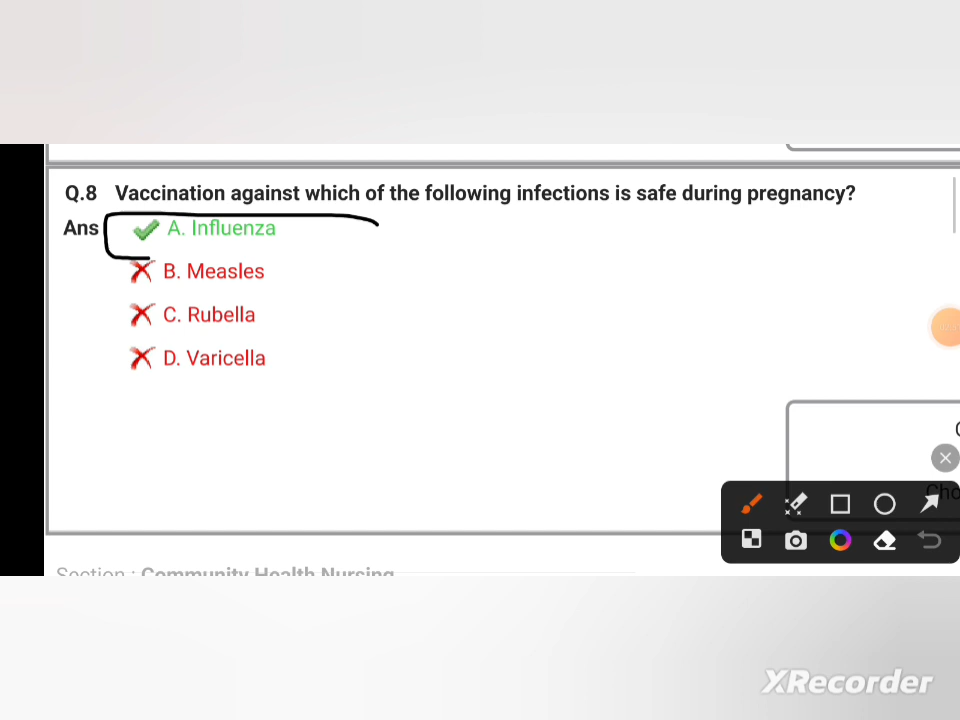 Q.8 Vaccination against which of the following infections is safe during pregnancy?
Ans A. Influenza
B. Measles
C. Rubella
D. Varicella
Cho
Section : Community Health Nursing
XRecorder